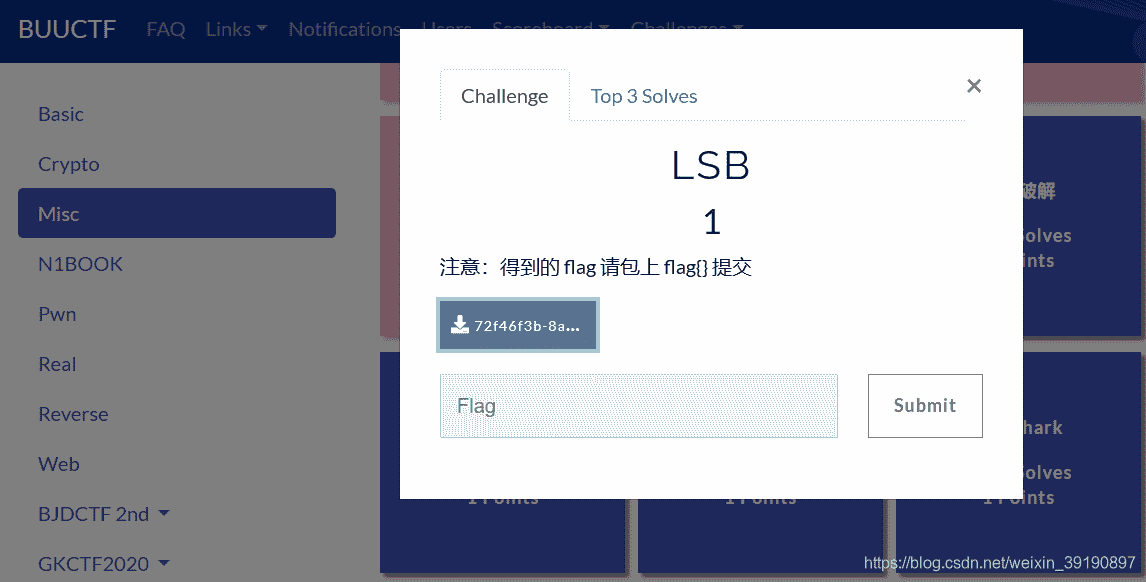 BUUCTF FAQ Links Notifications Users Scoreboard Challenges
Basic
Crypto
Misc
N1BOOK
Pwn
Real
Reverse
Web
BJDCTF 2nd
GKCTF2020
Challenge Top 3 Solves ×
LSB
1
注意：得到的 flag 请包上 flag{} 提交
72f46f3b-8a...
Flag Submit
破解
olves
ints
hark
olves
1 Points 1 Points 1 Points
https://blog.csdn.net/weixin_39190897